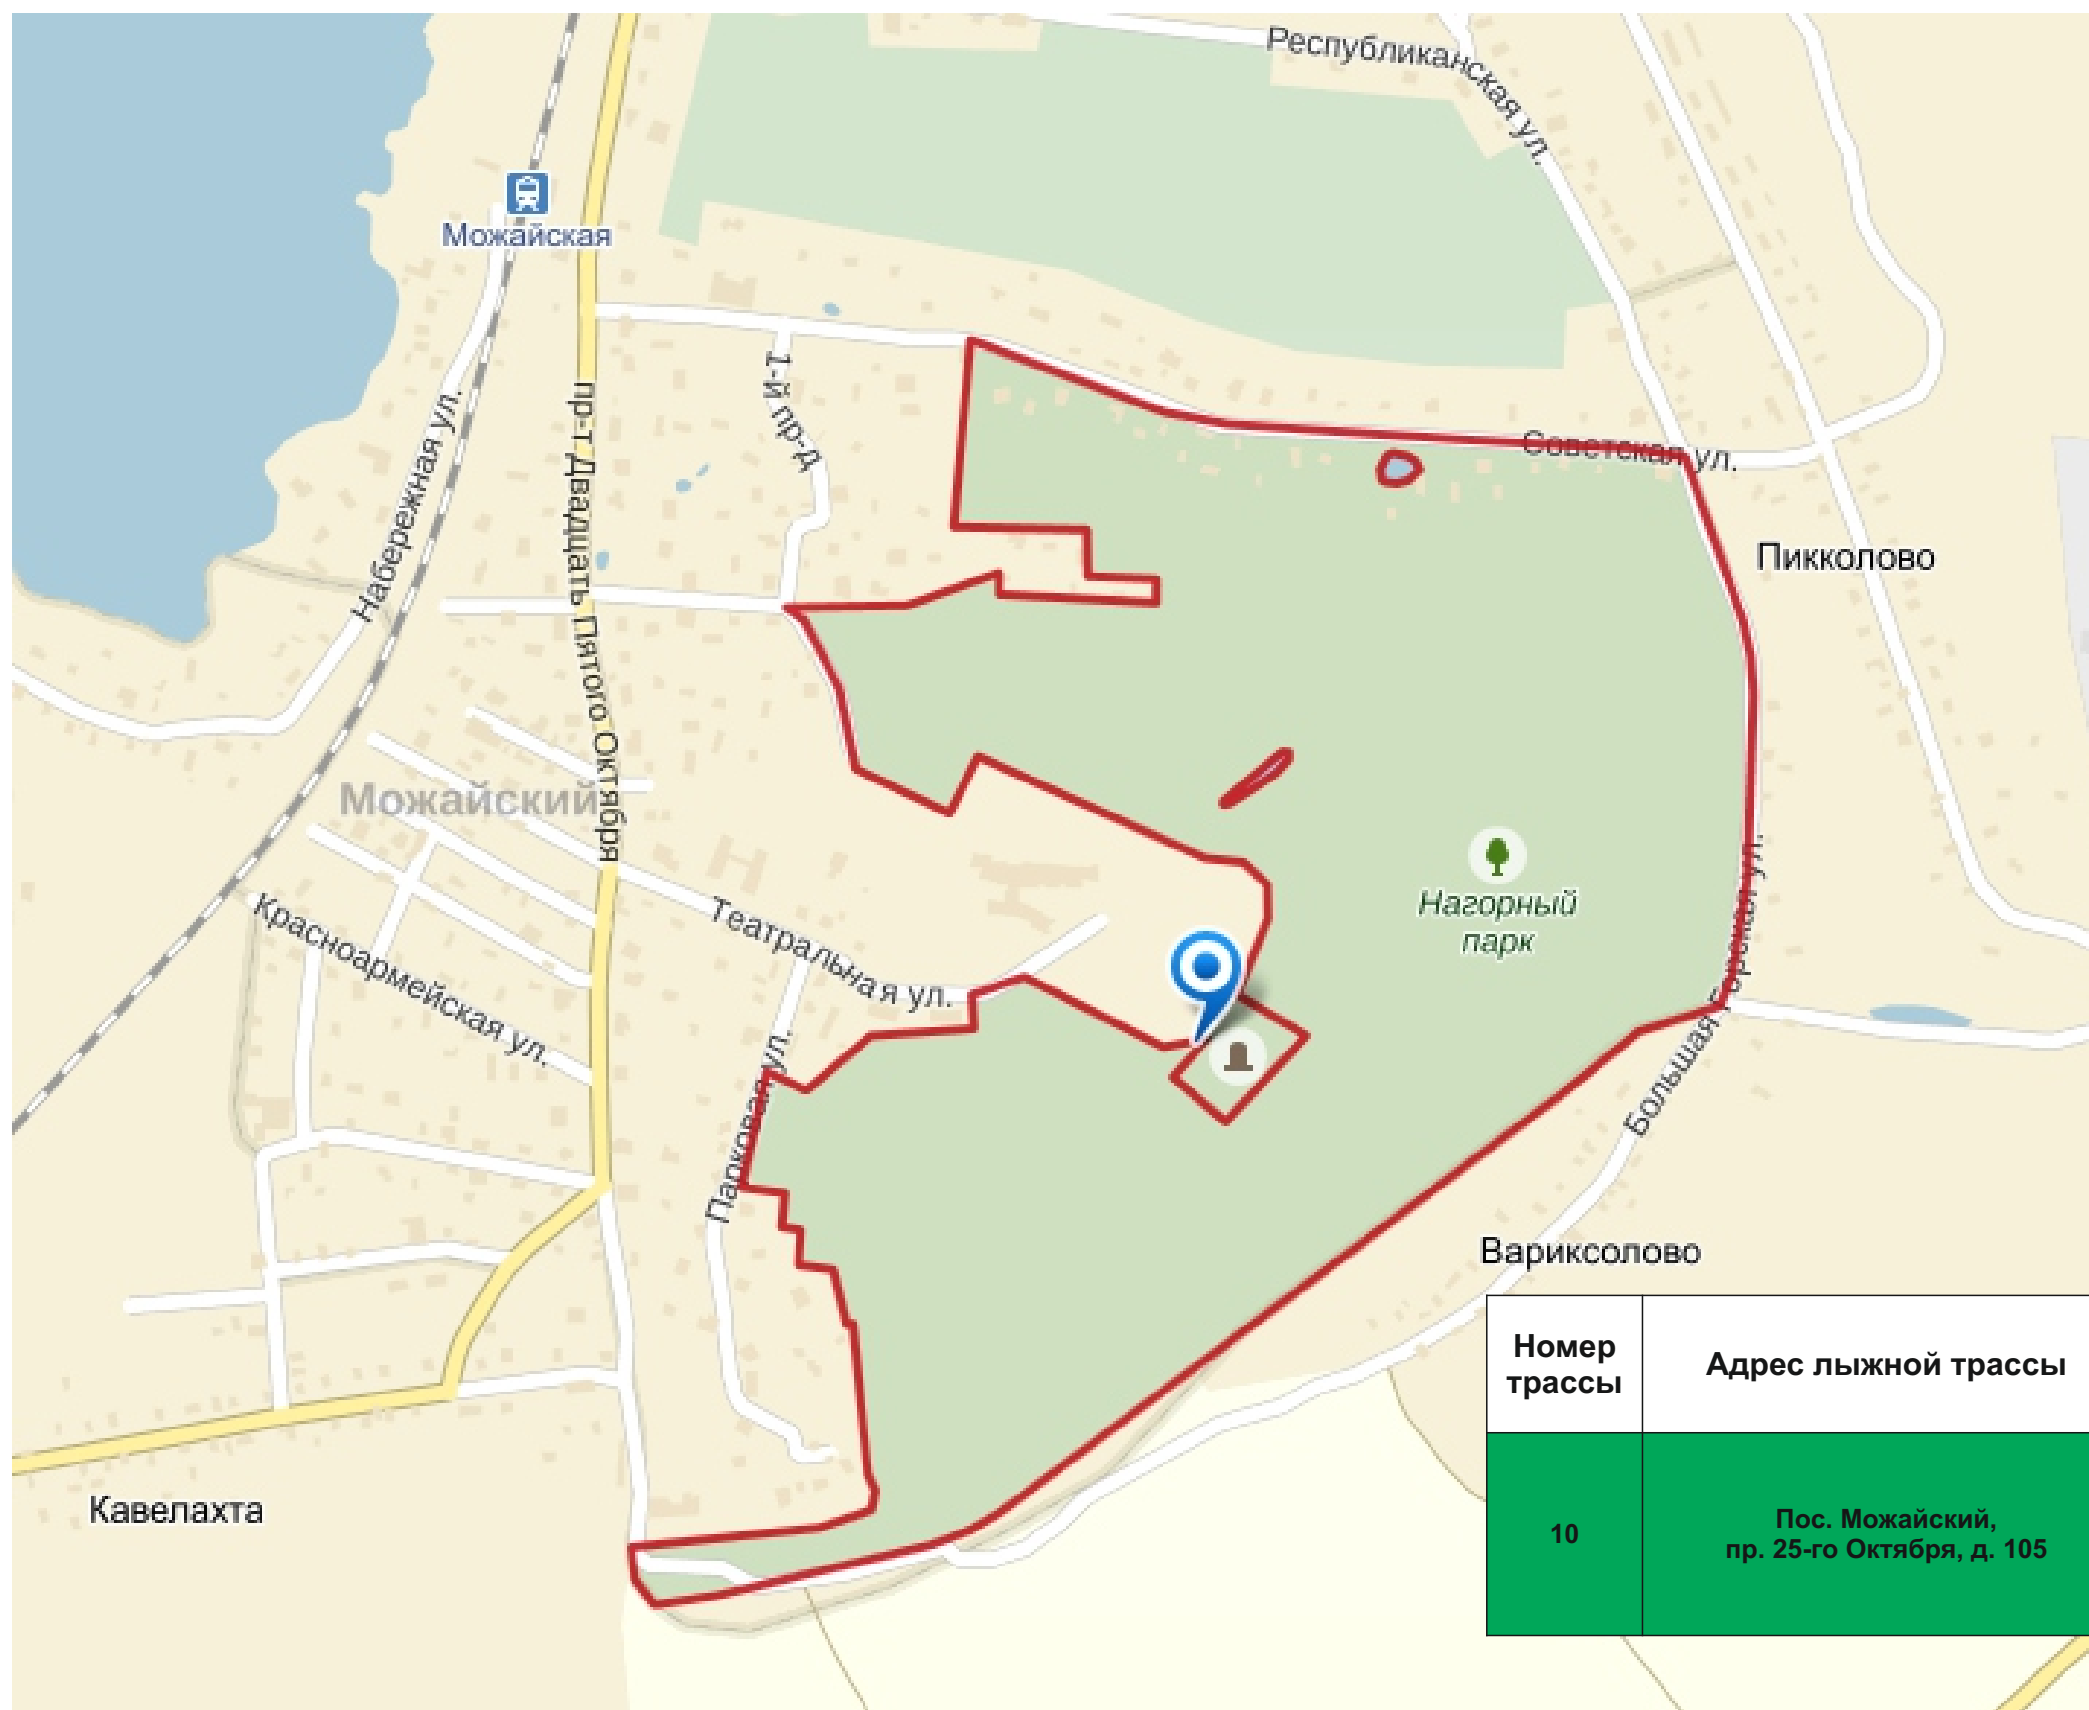 Республиканская ул.
Можайская
1-й пр-д
пр-т Двадцать Пятого Октября
Набережная ул.
Советская ул.
Пикколово
Можайский
Нагорный
парк
Театральная ул.
Красноармейская ул.
Парковая ул.
Большая Горская ул.
Вариксолово
Кавелахта
Номер
трассы
Адрес лыжной трассы
10
Пос. Можайский,
пр. 25-го Октября, д. 105